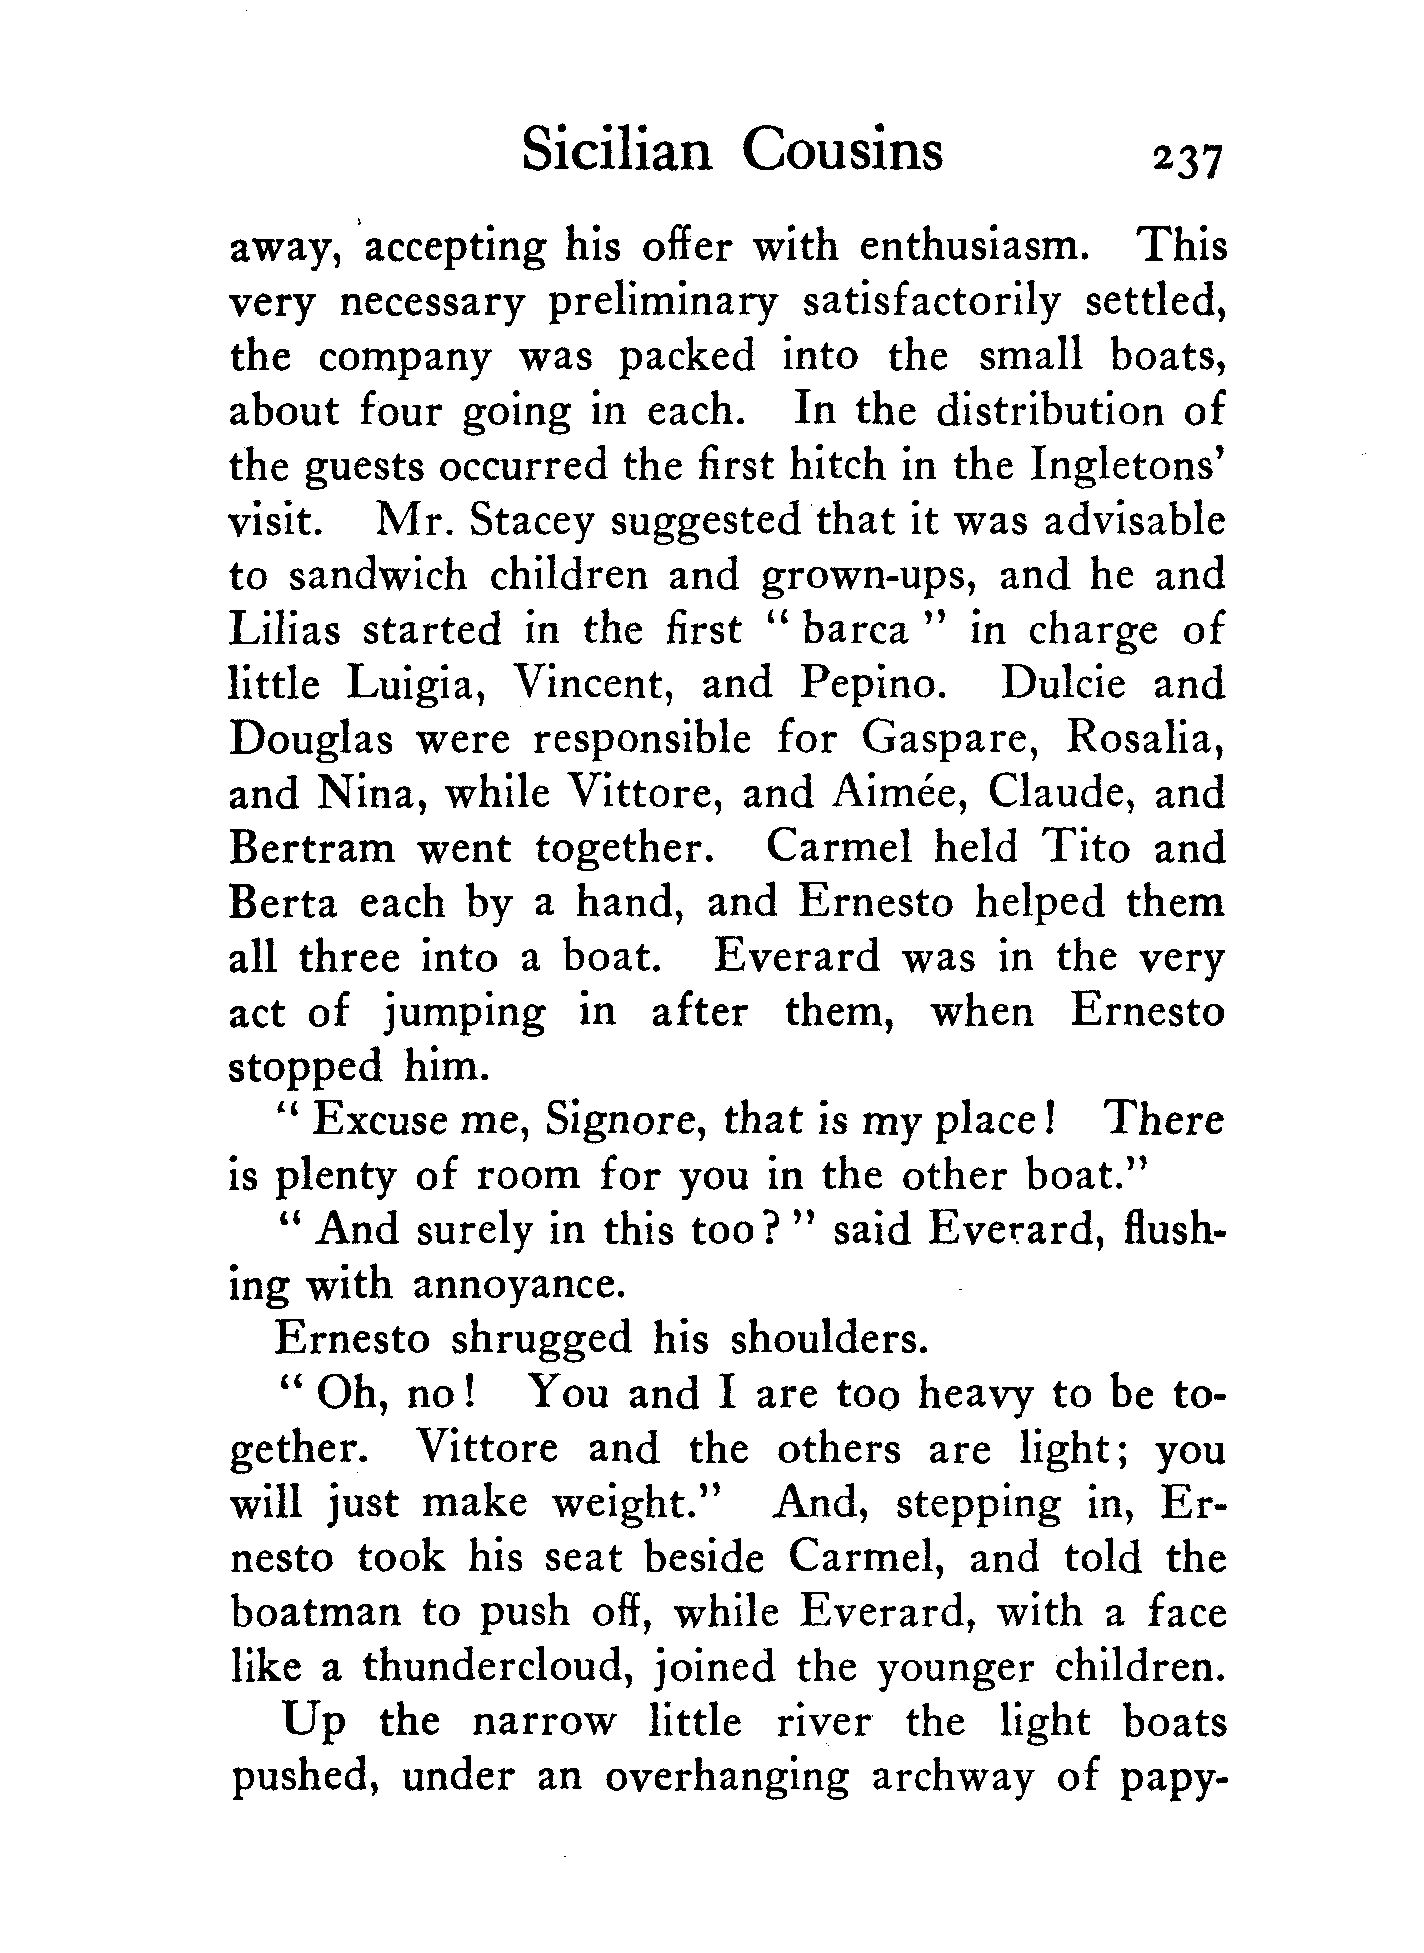 Sicilian Cousins 237
away, accepting his offer with enthusiasm. This
very necessary preliminary satisfactorily settled,
the company was packed into the small boats,
about four going in each. In the distribution of
the guests occurred the first hitch in the Ingletons'
visit. Mr. Stacey suggested that it was advisable
to sandwich children and grown-ups, and he and
Lilias started in the first “ barca ” in charge of
little Luigia, Vincent, and Pepino. Dulcie and
Douglas were responsible for Gaspare, Rosalia,
and Nina, while Vittore, and Aimée, Claude, and
Bertram went together. Carmel held Tito and
Berta each by a hand, and Ernesto helped them
all three into a boat. Everard was in the very
act of jumping in after them, when Ernesto
stopped him.
“ Excuse me, Signore, that is my place! There
is plenty of room for you in the other boat.”
“ And surely in this too? ” said Everard, flush-
ing with annoyance.
Ernesto shrugged his shoulders.
“ Oh, no! You and I are too heavy to be to-
gether. Vittore and the others are light; you
will just make weight.” And, stepping in, Er-
nesto took his seat beside Carmel, and told the
boatman to push off, while Everard, with a face
like a thundercloud, joined the younger children.
Up the narrow little river the light boats
pushed, under an overhanging archway of papy-